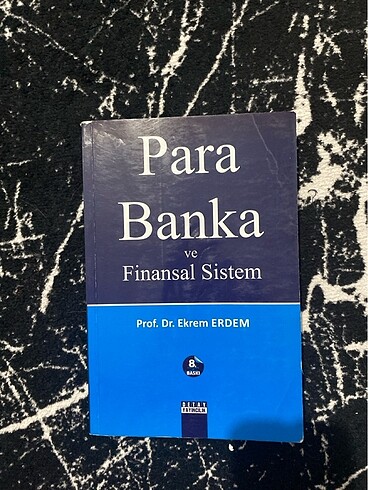 Para
Banka
ve
Finansal Sistem
Prof. Dr. Ekrem ERDEM
8.
BASKI
DETAY
YAYINCILIK